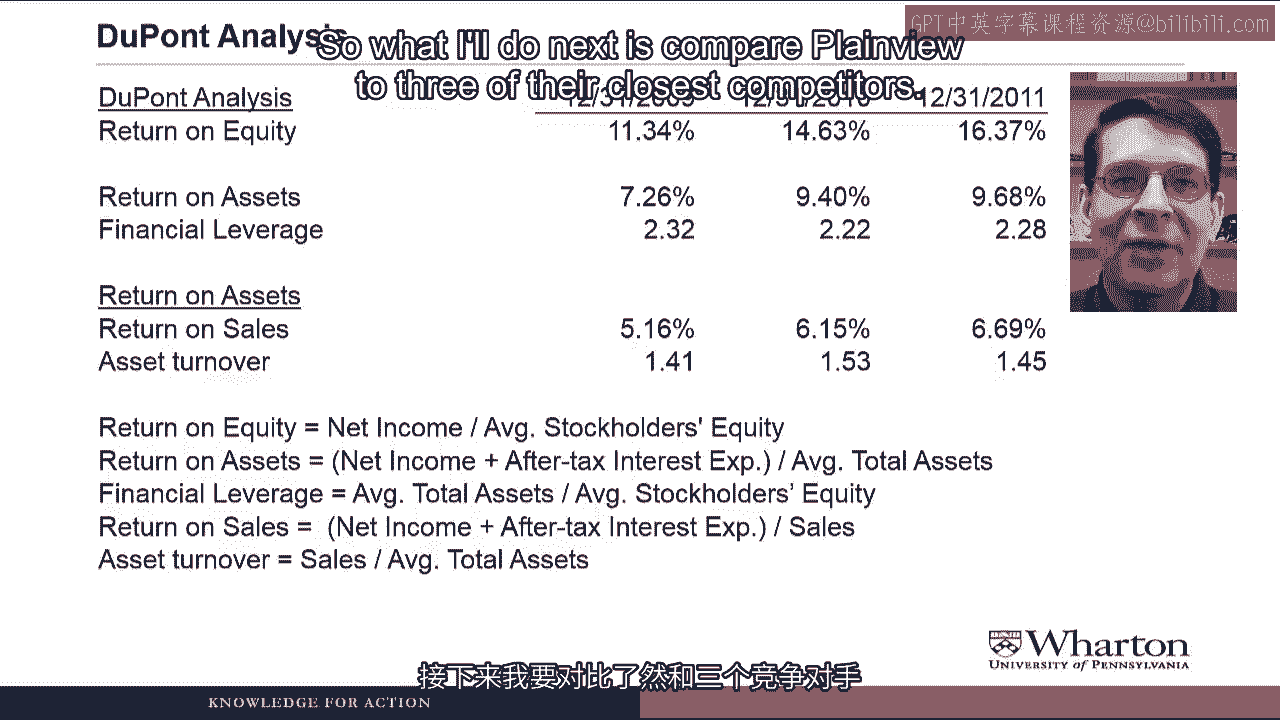 GPT中英字幕课程资源@bilibili.com
DuPont Analysis
So what I'll do next is compare Plainview
to three of their closest competitors.
DuPont Analysis 12/31/2011
Return on Equity 11.34% 14.63% 16.37%
Return on Assets 7.26% 9.40% 9.68%
Financial Leverage 2.32 2.22 2.28
Return on Assets
Return on Sales 5.16% 6.15% 6.69%
Asset turnover 1.41 1.53 1.45
Return on Equity = Net Income / Avg. Stockholders' Equity
Return on Assets = (Net Income + After-tax Interest Exp.) / Avg. Total Assets
Financial Leverage = Avg. Total Assets / Avg. Stockholders’ Equity
Return on Sales = (Net Income + After-tax Interest Exp.) / Sales
Asset turnover = Sales / Avg. Total Assets
Wharton
UNIVERSITY of PENNSYLVANIA
接下来我要对比了然和三个竞争对手
KNOWLEDGE FOR ACTION